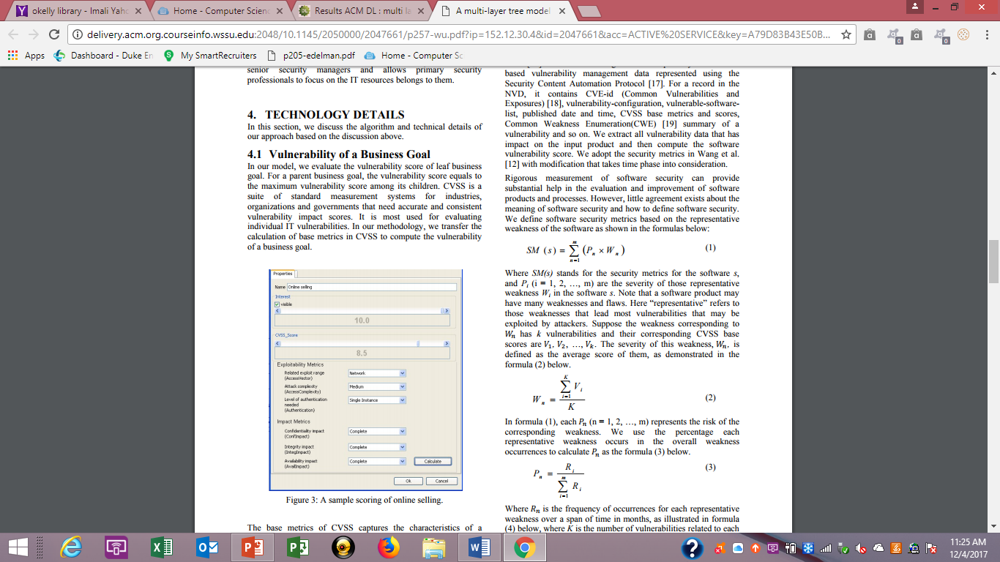 okelly library - Imali Yaho
Home - Computer Scienc
Results ACM DL : multi la
A multi-layer tree model
delivery.acm.org.courseinfo.wssu.edu:2048/10.1145/2050000/2047661/p257-wu.pdf?ip=152.12.30.4&id=2047661&acc=ACTIVE%20SERVICE&key=A79D83B43E50B...
Apps
Dashboard - Duke En
My SmartRecruiters
p205-edelman.pdf
Home - Computer Sc
senior security managers and allows primary security
professionals to focus on the IT resources belongs to them.
4. TECHNOLOGY DETAILS
In this section, we discuss the algorithm and technical details of
our approach based on the discussion above.
4.1 Vulnerability of a Business Goal
In our model, we evaluate the vulnerability score of leaf business
goal. For a parent business goal, the vulnerability score equals to
the maximum vulnerability score among its children. CVSS is a
suite of standard measurement systems for industries,
organizations and governments that need accurate and consistent
vulnerability impact scores. It is most used for evaluating
individual IT vulnerabilities. In our methodology, we transfer the
calculation of base metrics in CVSS to compute the vulnerability
of a business goal.
Properties
Name Online selling
Interest
visible
10.0
CVSS_Score
8.5
Exploitability Metrics
Related exploit range
(AccessVector)
Network
Attack complexity
(AccessComplexity)
Medium
Level of authentication
needed
(Authentication)
Single Instance
Impact Metrics
Confidentiality impact
(ConfImpact)
Complete
Integrity impact
(IntegImpact)
Complete
Availability impact
(AvailImpact)
Complete
Calculate
Ok
Cancel
Figure 3: A sample scoring of online selling.
The base metrics of CVSS captures the characteristics of a
based vulnerability management data represented using the
Security Content Automation Protocol [17]. For a record in the
NVD, it contains CVE-id (Common Vulnerabilities and
Exposures) [18], vulnerability-configuration, vulnerable-software-
list, published date and time, CVSS base metrics and scores,
Common Weakness Enumeration(CWE) [19] summary of a
vulnerability and so on. We extract all vulnerability data that has
impact on the input product and then compute the software
vulnerability score. We adopt the security metrics in Wang et al.
[12] with modification that takes time phase into consideration.
Rigorous measurement of software security can provide
substantial help in the evaluation and improvement of software
products and processes. However, little agreement exists about the
meaning of software security and how to define software security.
We define software security metrics based on the representative
weakness of the software as shown in the formulas below:
SM (s) = ∑_{n=1}^{m} (Pₙ × Wₙ) (1)
Where SM(s) stands for the security metrics for the software s,
and Pᵢ (i = 1, 2, ..., m) are the severity of those representative
weakness Wᵢ in the software s. Note that a software product may
have many weaknesses and flaws. Here “representative” refers to
those weaknesses that lead most vulnerabilities that may be
exploited by attackers. Suppose the weakness corresponding to
Wₙ has k vulnerabilities and their corresponding CVSS base
scores are V₁, V₂, ..., Vₖ. The severity of this weakness, Wₙ, is
defined as the average score of them, as demonstrated in the
formula (2) below.
Wₙ = ∑_{i=1}^{K} Vᵢ / K (2)
In formula (1), each Pₙ (n = 1, 2, ..., m) represents the risk of the
corresponding weakness. We use the percentage each
representative weakness occurs in the overall weakness
occurrences to calculate Pₙ as the formula (3) below.
Pₙ = Rᵢ / ∑_{i=1}^{m} Rᵢ (3)
Where Rₙ is the frequency of occurrences for each representative
weakness over a span of time in months, as illustrated in formula
(4) below, where K is the number of vulnerabilities related to each
11:25 AM
12/4/2017